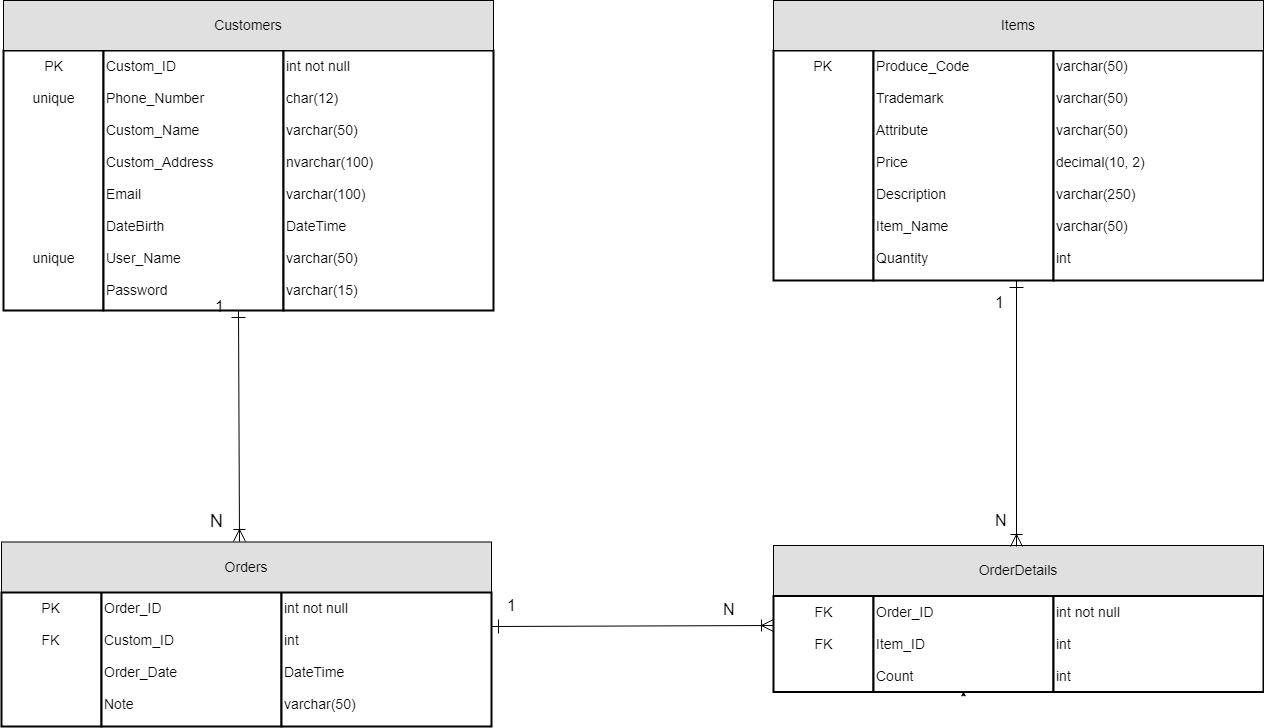 Customers
PK Custom_ID int not null
unique Phone_Number char(12)
Custom_Name varchar(50)
Custom_Address nvarchar(100)
Email varchar(100)
DateBirth DateTime
unique User_Name varchar(50)
Password varchar(15)
Items
PK Produce_Code varchar(50)
Trademark varchar(50)
Attribute varchar(50)
Price decimal(10, 2)
Description varchar(250)
Item_Name varchar(50)
Quantity int
1
1
N
N
Orders
PK Order_ID int not null
FK Custom_ID int
Order_Date DateTime
Note varchar(50)
1
N
OrderDetails
FK Order_ID int not null
FK Item_ID int
Count int